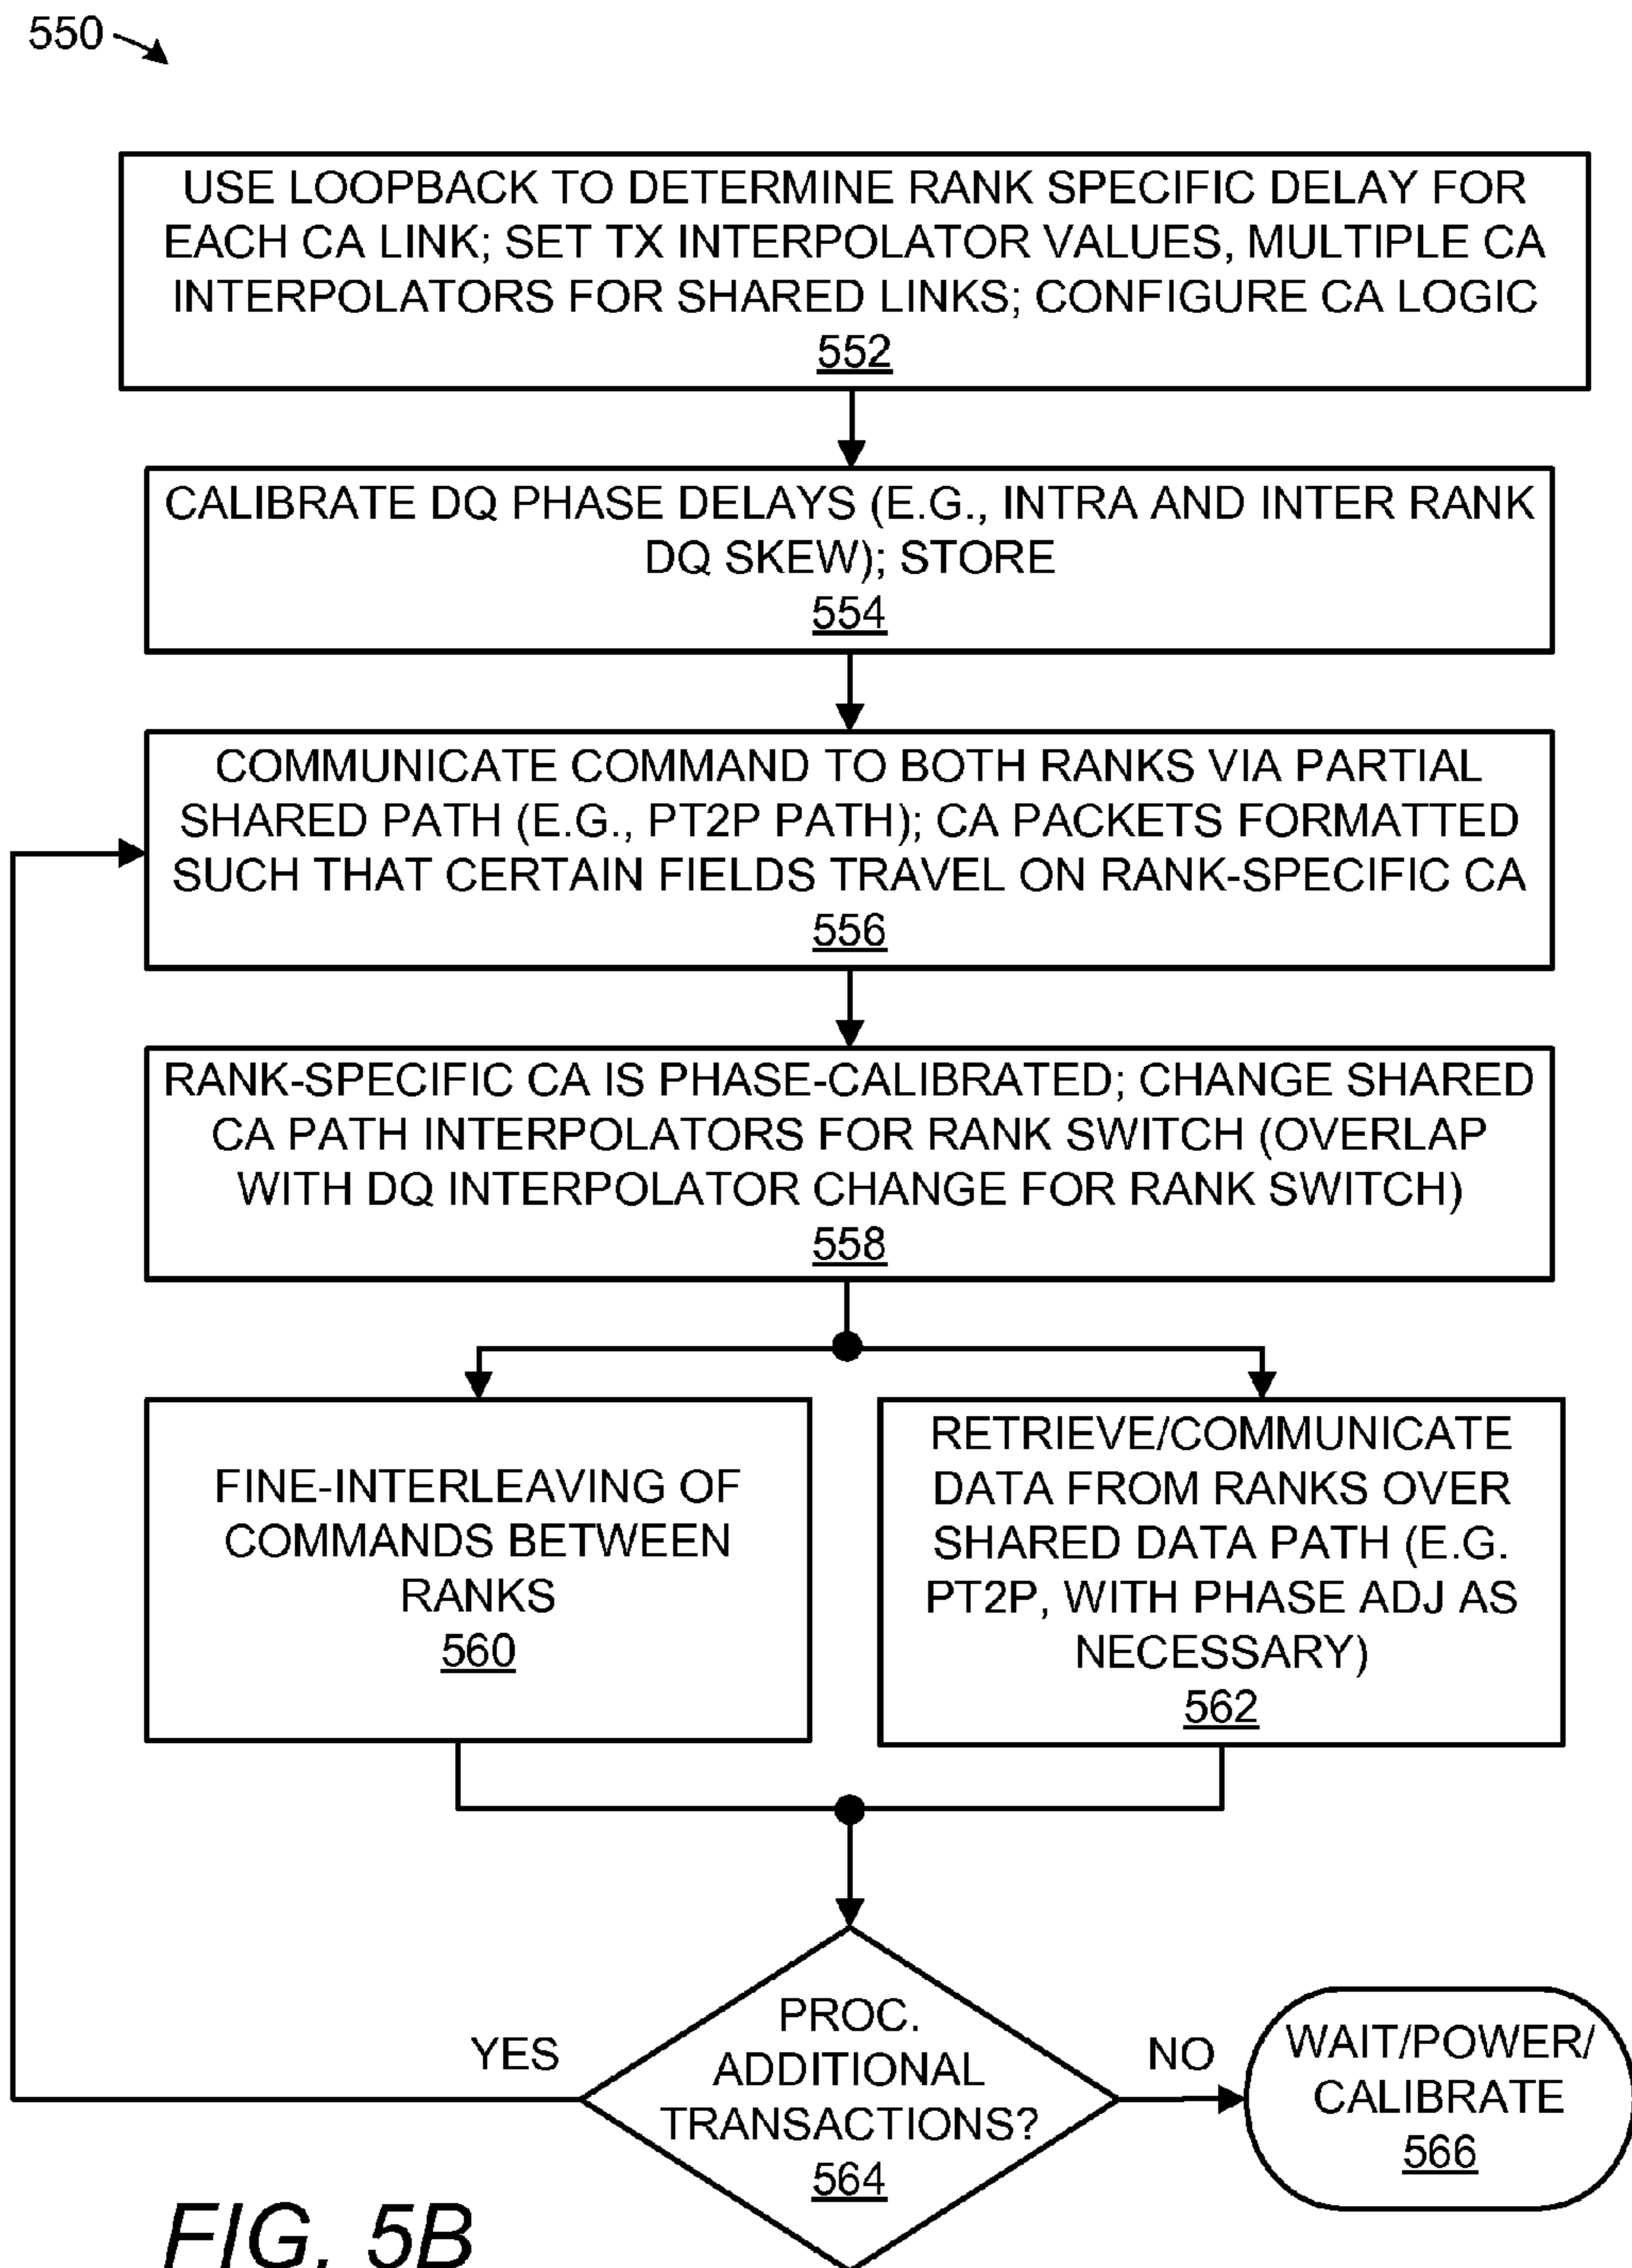 550
USE LOOPBACK TO DETERMINE RANK SPECIFIC DELAY FOR
EACH CA LINK; SET TX INTERPOLATOR VALUES, MULTIPLE CA
INTERPOLATORS FOR SHARED LINKS; CONFIGURE CA LOGIC
552
CALIBRATE DQ PHASE DELAYS (E.G., INTRA AND INTER RANK
DQ SKEW); STORE
554
COMMUNICATE COMMAND TO BOTH RANKS VIA PARTIAL
SHARED PATH (E.G., PT2P PATH); CA PACKETS FORMATTED
SUCH THAT CERTAIN FIELDS TRAVEL ON RANK-SPECIFIC CA
556
RANK-SPECIFIC CA IS PHASE-CALIBRATED; CHANGE SHARED
CA PATH INTERPOLATORS FOR RANK SWITCH (OVERLAP
WITH DQ INTERPOLATOR CHANGE FOR RANK SWITCH)
558
FINE-INTERLEAVING OF
COMMANDS BETWEEN
RANKS
560
RETRIEVE/COMMUNICATE
DATA FROM RANKS OVER
SHARED DATA PATH (E.G.
PT2P, WITH PHASE ADJ AS
NECESSARY)
562
PROC.
ADDITIONAL
TRANSACTIONS?
564
YES
NO
WAIT/POWER/
CALIBRATE
566
FIG. 5B